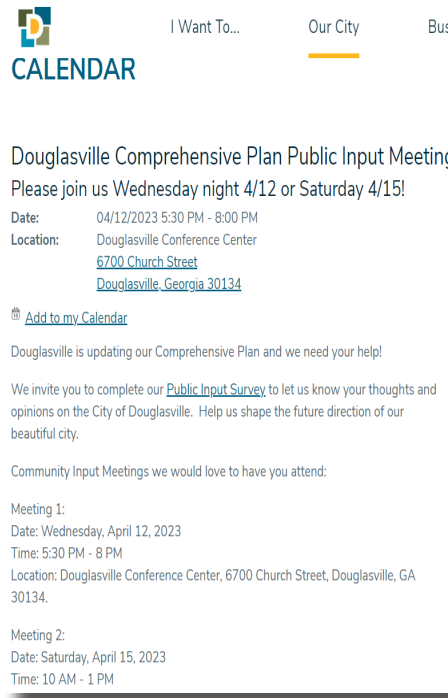 I Want To...
Our City
CALENDAR
Douglasville Comprehensive Plan Public Input Meeting
Please join us Wednesday night 4/12 or Saturday 4/15!
Date: 04/12/2023 5:30 PM - 8:00 PM
Location: Douglasville Conference Center
6700 Church Street
Douglasville, Georgia 30134
Add to my Calendar
Douglasville is updating our Comprehensive Plan and we need your help!
We invite you to complete our Public Input Survey to let us know your thoughts and
opinions on the City of Douglasville. Help us shape the future direction of our
beautiful city.
Community Input Meetings we would love to have you attend:
Meeting 1:
Date: Wednesday, April 12, 2023
Time: 5:30 PM - 8 PM
Location: Douglasville Conference Center, 6700 Church Street, Douglasville, GA
30134.
Meeting 2:
Date: Saturday, April 15, 2023
Time: 10 AM - 1 PM